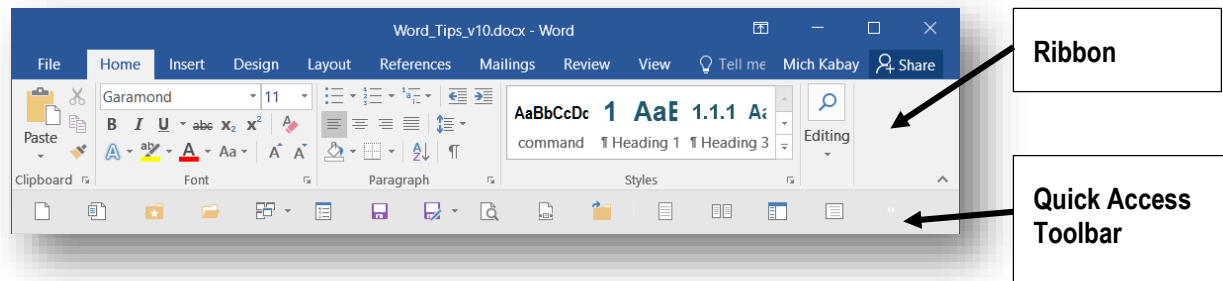 Word_Tips_v10.docx - Word
File Home Insert Design Layout References Mailings Review View Tell me Mich Kabay Share
Ribbon
Garamond 11
Paste
B I U abc X₂ X²
A aby A Aa A A
AaBbCcDc 1 AaE 1.1.1 Aa
command ¶ Heading 1 ¶ Heading 3
Editing
Clipboard Font Paragraph Styles
Quick Access
Toolbar